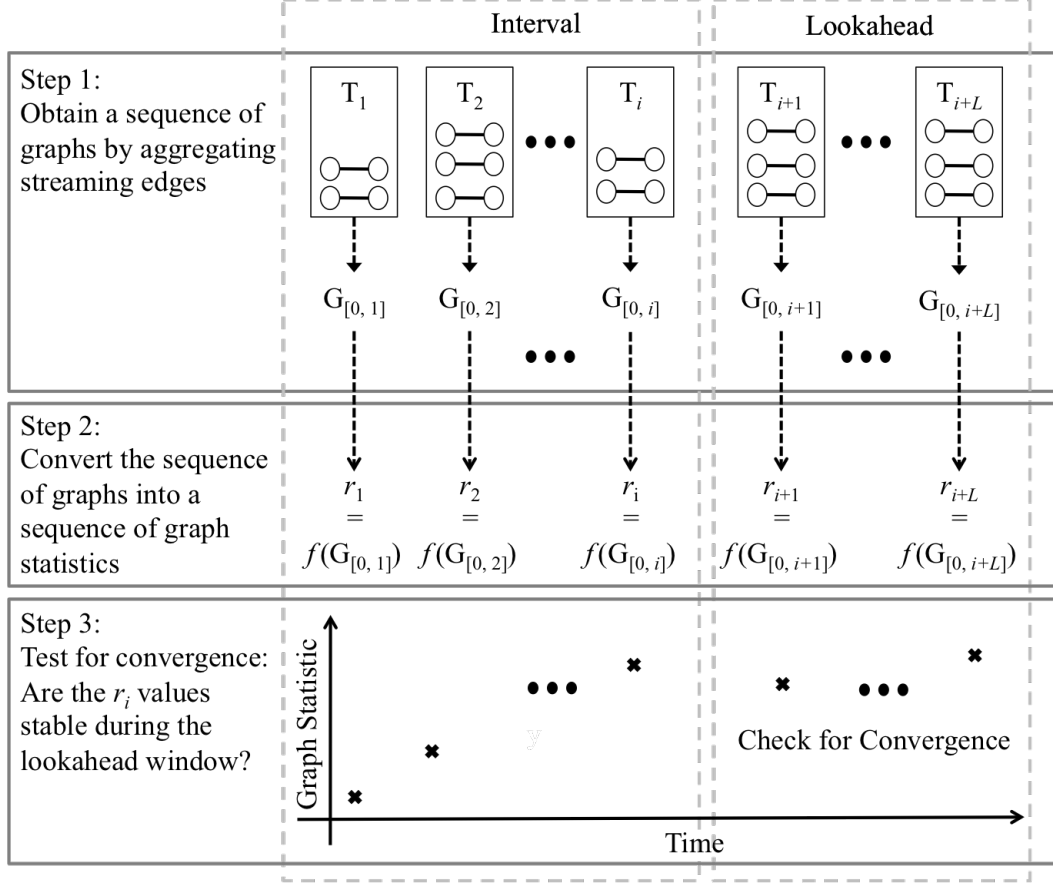 Interval
Lookahead
Step 1:
Obtain a sequence of
graphs by aggregating
streaming edges
T1
T2
Ti
Ti+1
Ti+L
G[0, 1]
G[0, 2]
G[0, i]
G[0, i+1]
G[0, i+L]
Step 2:
Convert the sequence
of graphs into a
sequence of graph
statistics
r1
r2
ri
ri+1
ri+L
=
=
=
=
=
f(G[0, 1])
f(G[0, 2])
f(G[0, i])
f(G[0, i+1])
f(G[0, i+L])
Step 3:
Test for convergence:
Are the ri values
stable during the
lookahead window?
Graph Statistic
y
Check for Convergence
Time